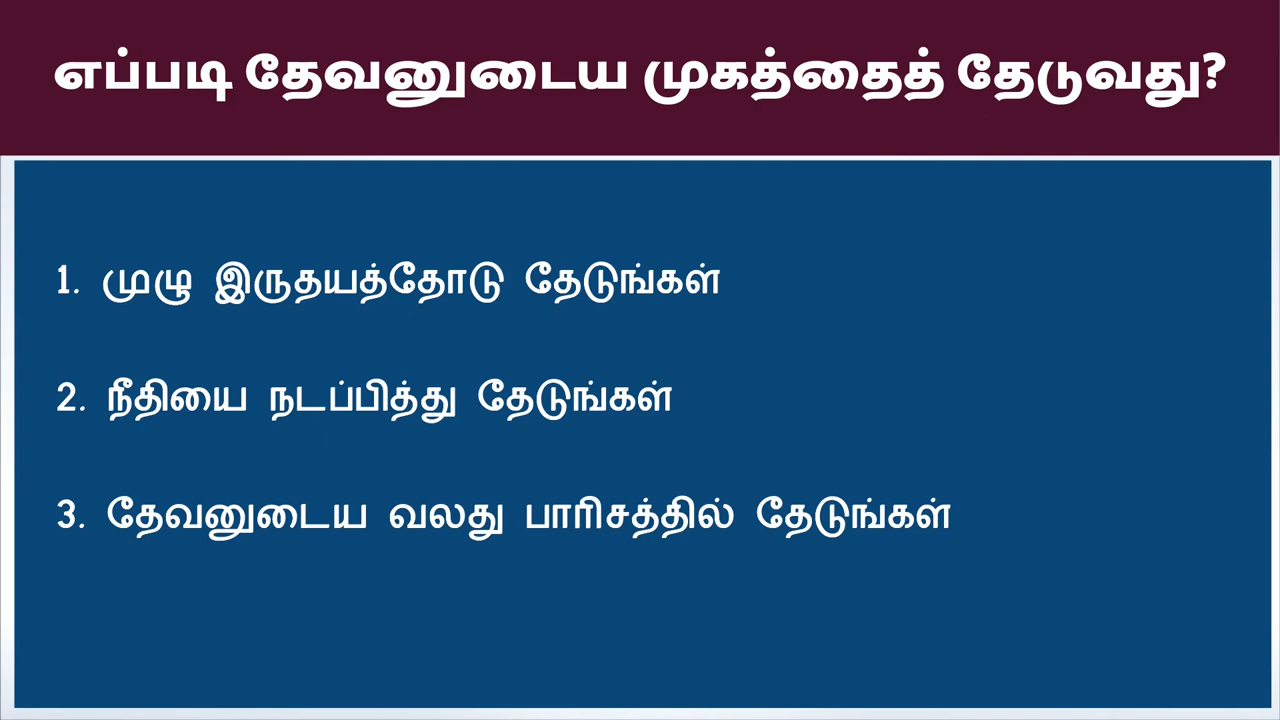 எப்படி தேவனுடைய முகத்தைத் தேடுவது?
1. முழு இருதயத்தோடு தேடுங்கள்
2. நீதியை நடப்பித்து தேடுங்கள்
3. தேவனுடைய வலது பாரிசத்தில் தேடுங்கள்